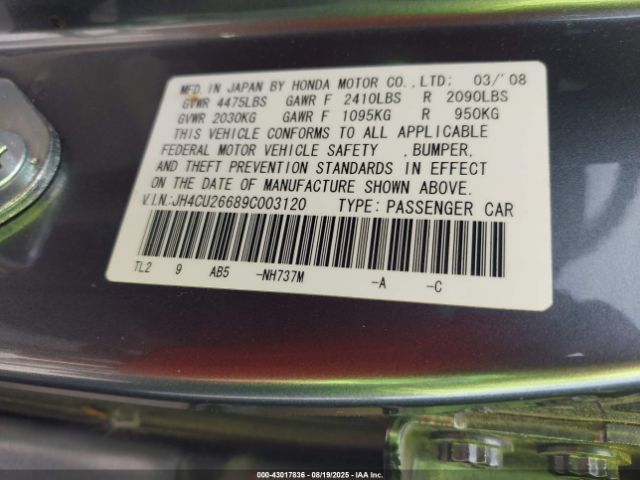 MFD. IN JAPAN BY HONDA MOTOR CO.,LTD: 03/'08
GVWR 4475LBS GAWR F 2410LBS R 2090LBS
GVWR 2030KG GAWR F 1095KG R 950KG
THIS VEHICLE CONFORMS TO ALL APPLICABLE
FEDERAL MOTOR VEHICLE SAFETY ,BUMPER,
AND THEFT PREVENTION STANDARDS IN EFFECT
ON THE DATE OF MANUFACTURE SHOWN ABOVE.
V.I.N.:JH4CU26689C003120 TYPE: PASSENGER CAR
TL2 9 AB5 -NH737M -A -C
000-43017836 - 08/19/2025 - IAA Inc.